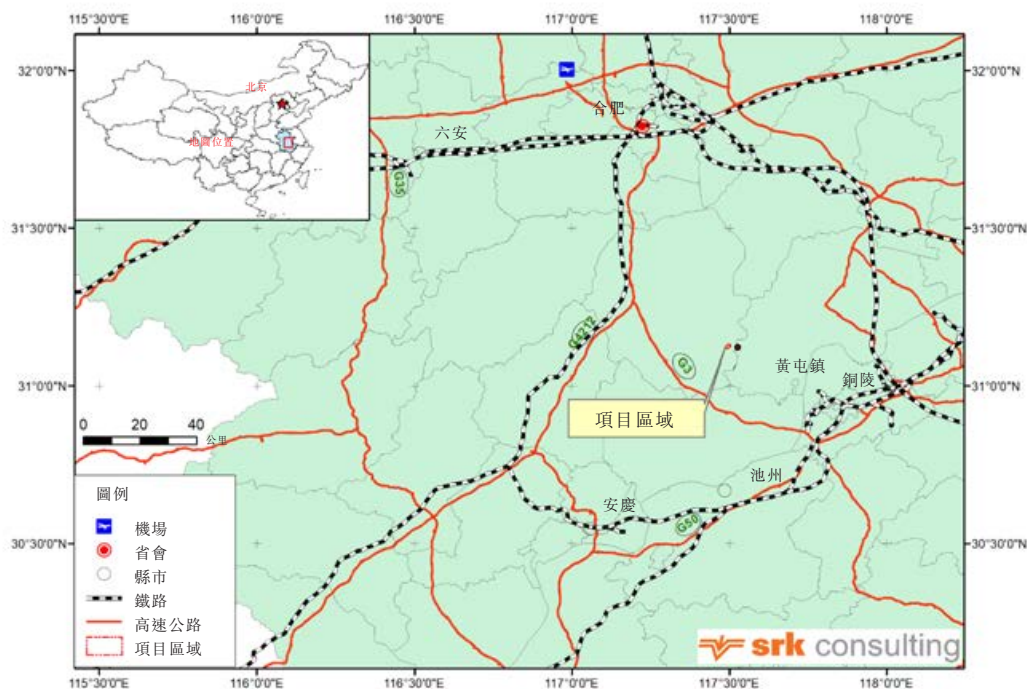 115°30'0"E
116°0'0"E
116°30'0"E
117°0'0"E
117°30'0"E
118°0'0"E
32°0'0"N
32°0'0"N
北京
地圖位置
合肥
六安
G35
31°30'0"N
31°30'0"N
G4212
G3
黃屯鎮
銅陵
31°0'0"N
31°0'0"N
項目區域
0 20 40
公里
池州
安慶
G50
30°30'0"N
30°30'0"N
圖例
機場
省會
縣市
鐵路
高速公路
項目區域
srk consulting
115°30'0"E
116°0'0"E
116°30'0"E
117°0'0"E
117°30'0"E
118°0'0"E